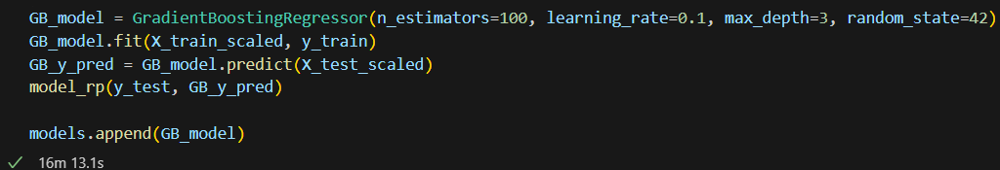 GB_model = GradientBoostingRegressor(n_estimators=100, learning_rate=0.1, max_depth=3, random_state=42)
GB_model.fit(X_train_scaled, y_train)
GB_y_pred = GB_model.predict(X_test_scaled)
model_rp(y_test, GB_y_pred)
models.append(GB_model)
✓ 16m 13.1s